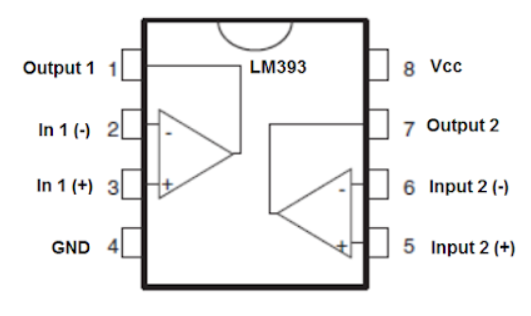 Output 1 1 LM393 8 Vcc
In 1 (-) 2 - 7 Output 2
In 1 (+) 3 + - 6 Input 2 (-)
GND 4 + 5 Input 2 (+)